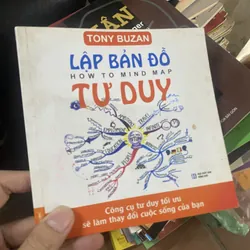 TONY BUZAN
LẬP BẢN ĐỒ
HOW TO MIND MAP
TƯ DUY
Công cụ tư duy tối ưu
sẽ làm thay đổi cuộc sống của bạn